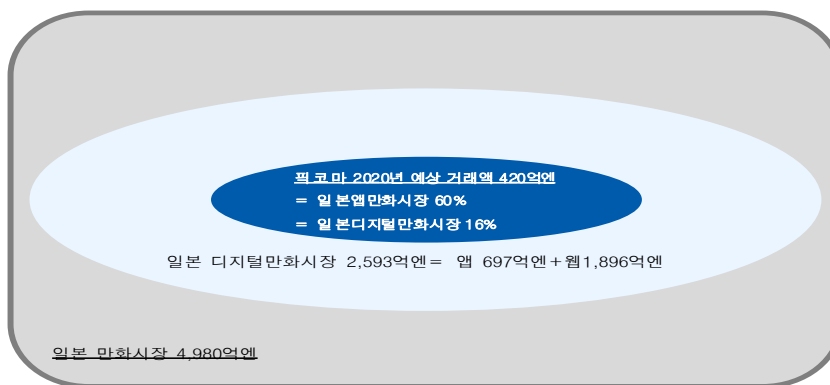 픽코마 2020년 예상 거래액 420억엔
= 일본앱만화시장 60%
= 일본디지털만화시장 16%
일본 디지털만화시장 2,593억엔= 앱 697억엔+웹1,896억엔
일본 만화시장 4,980억엔